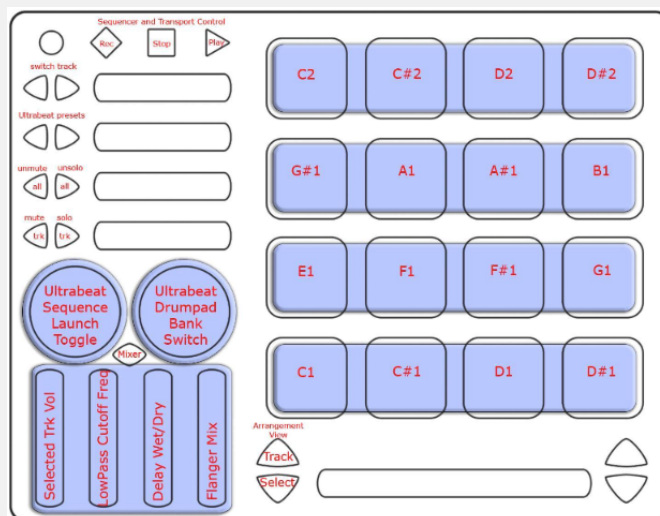 Sequencer and Transport Control
Rec
Stop
Play
switch track
Ultrabeat presets
unmute
unsolo
all
all
mute
solo
trk
trk
Ultrabeat
Sequence
Launch
Toggle
Ultrabeat
Drumpad
Bank
Switch
Mixer
Selected Trk Vol
LowPass Cutoff Freq
Delay Wet/Dry
Flanger Mix
C2
C#2
D2
D#2
G#1
A1
A#1
B1
E1
F1
F#1
G1
C1
C#1
D1
D#1
Arrangement
View
Track
Select